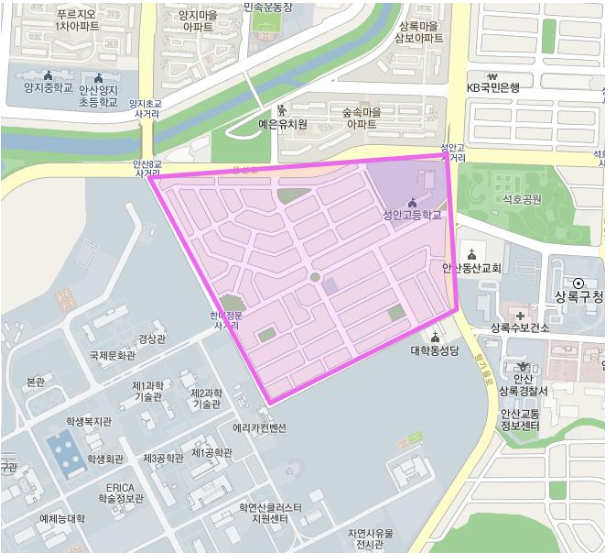 푸르지오
1차아파트
양지마을
아파트
민속운동장
상록마을
삼보아파트
양지중학교
안산양지
초등학교
KB국민은행
양지초교
사거리
예은유치원
숲속마을
아파트
성안고
사거리
안산8교
사거리
석호공원
성안고등학교
안산동산교회
상록구청
한대정문
사거리
상록수보건소
경상관
국제문화관
대학동성당
본관
제1과학
기술관
제2과학
기술관
안산
상록경찰서
학생복지관
에리카컨벤션
안산교통
정보센터
학생회관
제3공학관
제1공학관
구관
ERICA
학술정보관
예체능대학
학연산클러스터
지원센터
자연사유물
전시관